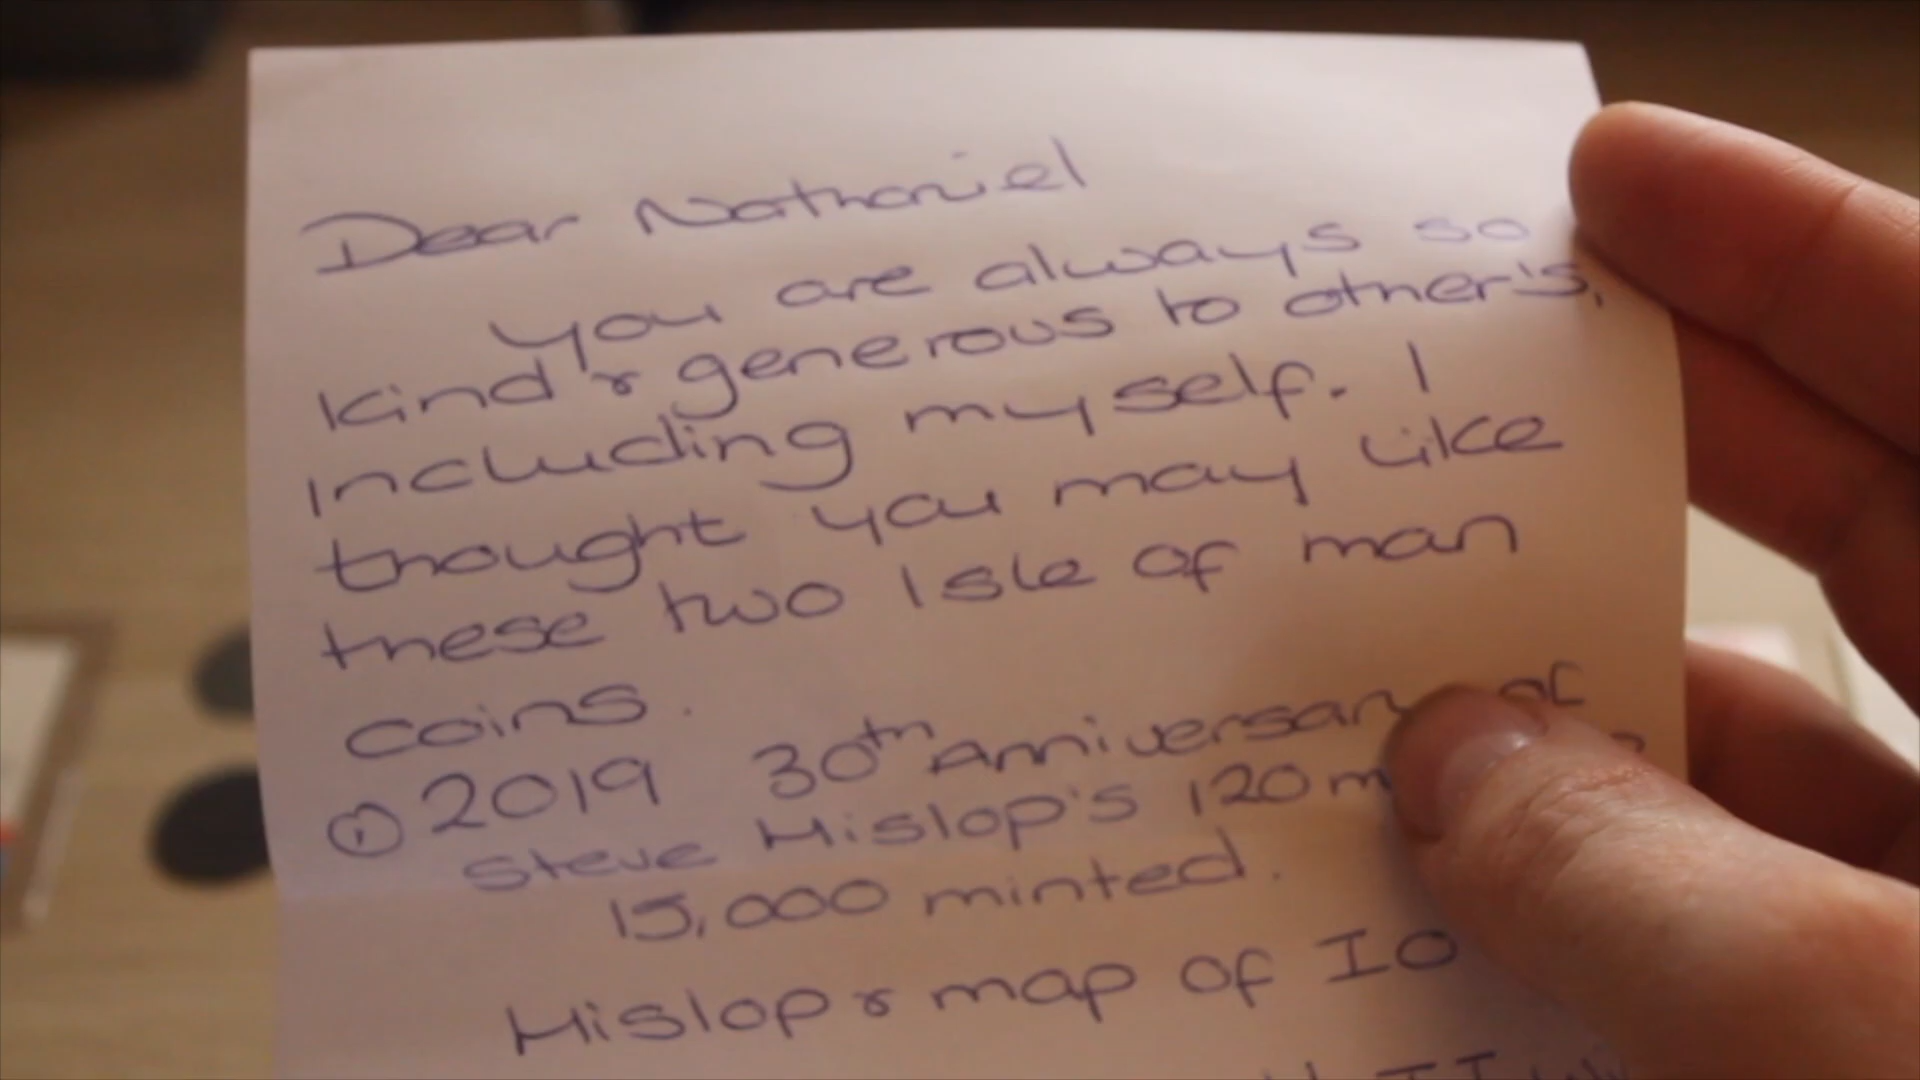 Dear Nathaniel
you are always so
kind & generous to other's,
including myself. I
thought you may like
these two Isle of man
coins.
① 2019 30th Anniversary of
Steve Hislop's 120 m
15,000 minted.
Hislop & map of IO